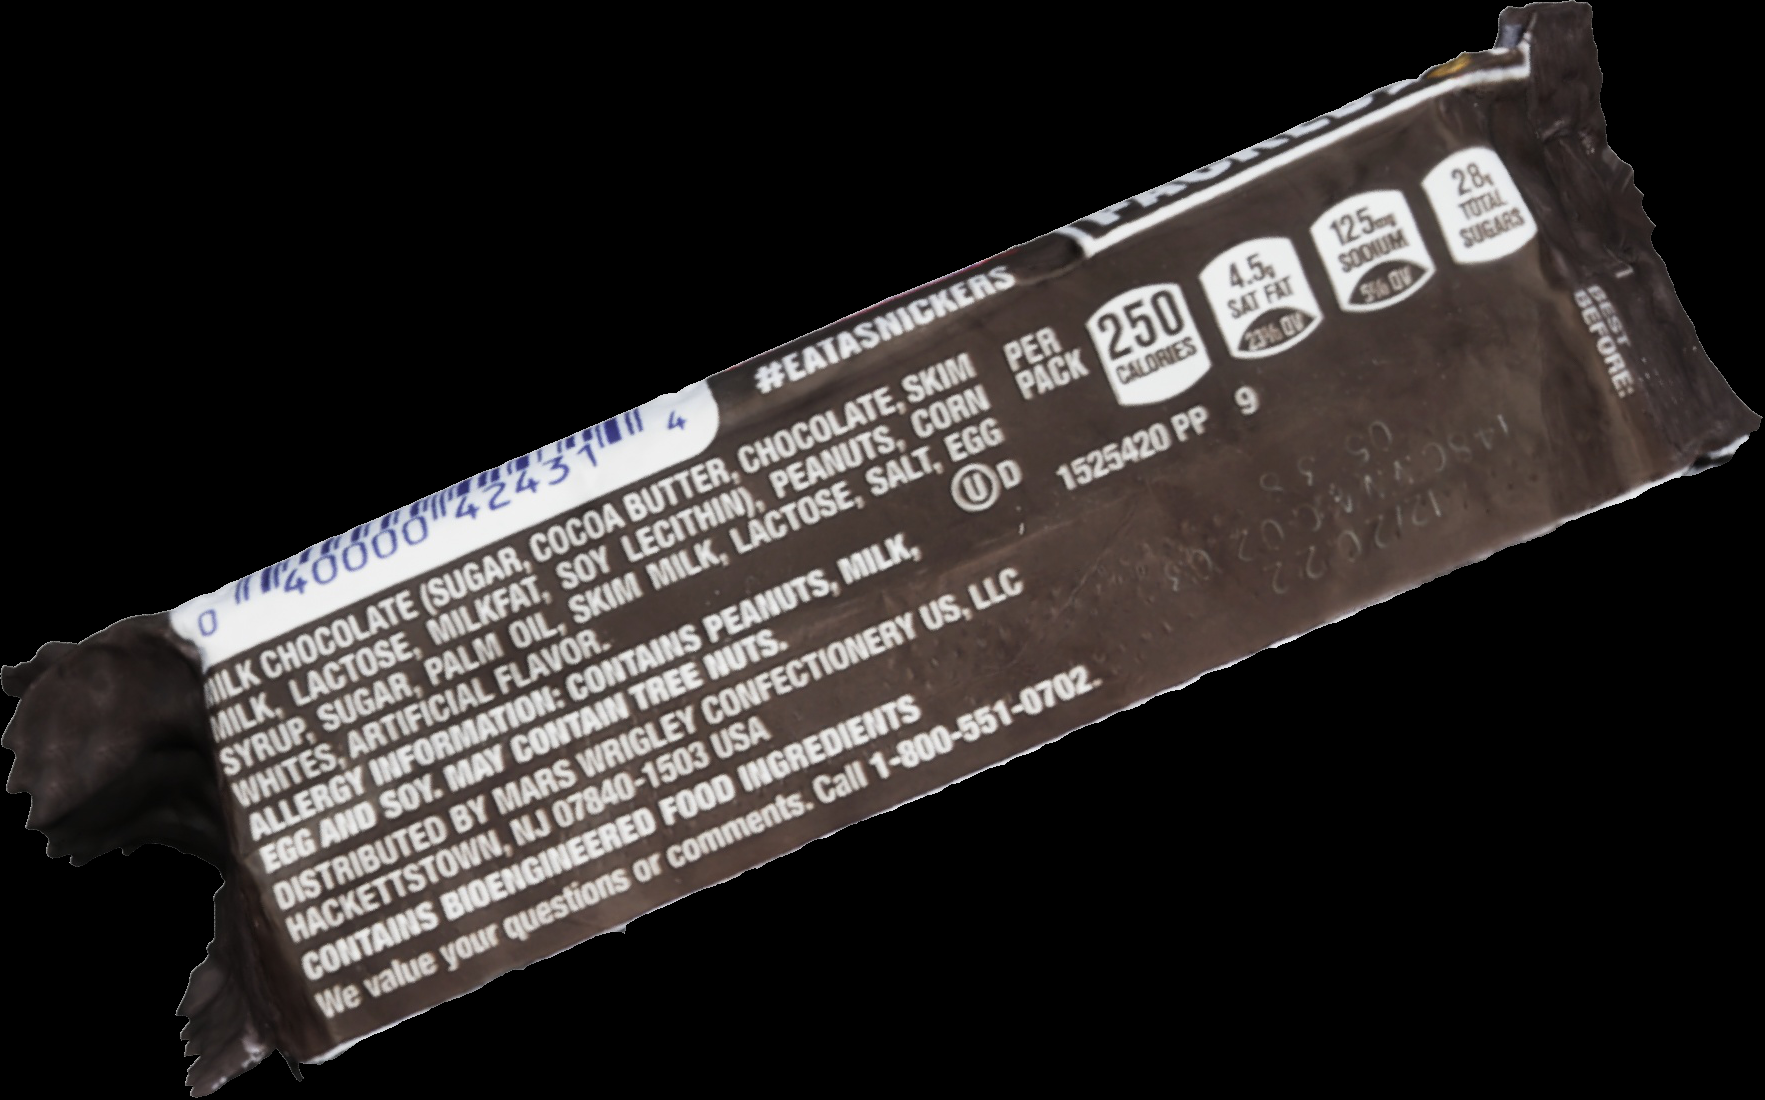 #EATASNICKERS
0 40000 42431 4
MILK CHOCOLATE (SUGAR, COCOA BUTTER, CHOCOLATE, SKIM
MILK, LACTOSE, MILKFAT, SOY LECITHIN), PEANUTS, CORN
SYRUP, SUGAR, PALM OIL, SKIM MILK, LACTOSE, SALT, EGG
WHITES, ARTIFICIAL FLAVOR.
ALLERGY INFORMATION: CONTAINS PEANUTS, MILK,
EGG AND SOY. MAY CONTAIN TREE NUTS.
DISTRIBUTED BY MARS WRIGLEY CONFECTIONERY US, LLC
HACKETTSTOWN, NJ 07840-1503 USA
CONTAINS BIOENGINEERED FOOD INGREDIENTS
We value your questions or comments. Call 1-800-551-0702.
U D
PER
PACK
250
CALORIES
4.5g
SAT FAT
23% DV
125mg
SODIUM
5% DV
28g
TOTAL
SUGARS
1525420 PP 9
BEST
BEFORE: